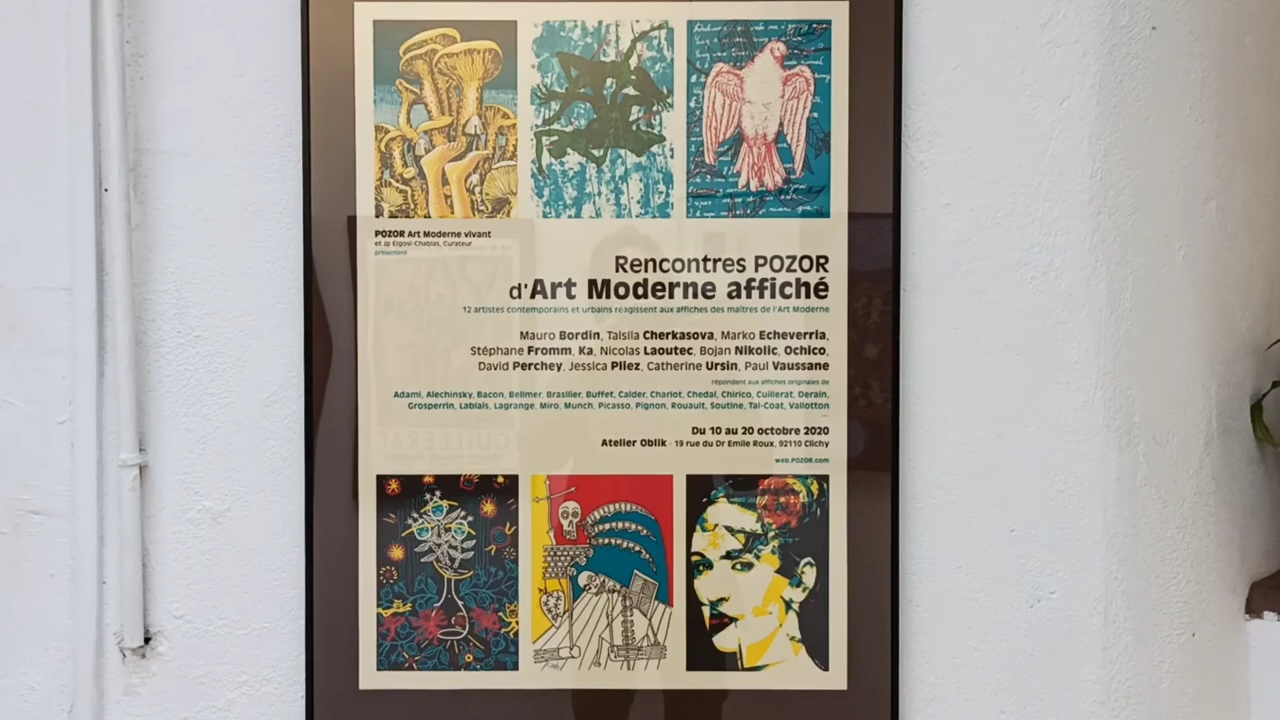 POZOR Art Moderne vivant
et Jp Elgosi-Chablas, Curateur
présentent
Rencontres POZOR
d'Art Moderne affiché
12 artistes contemporains et urbains réagissent aux affiches des maîtres de l'Art Moderne
Mauro Bordin, Taisiia Cherkasova, Marko Echeverria,
Stéphane Fromm, Ka, Nicolas Laoutec, Bojan Nikolic, Ochico,
David Perchey, Jessica Pliez, Catherine Ursin, Paul Vaussane
répondent aux affiches originales de
Adami, Alechinsky, Bacon, Bellmer, Brasilier, Buffet, Calder, Charlot, Chedal, Chirico, Cuillerat, Derain,
Grosperrin, Lablais, Lagrange, Miro, Munch, Picasso, Pignon, Rouault, Soutine, Tal-Coat, Vallotton
Du 10 au 20 octobre 2020
Atelier Oblik - 19 rue du Dr Emile Roux, 92110 Clichy
web.POZOR.com